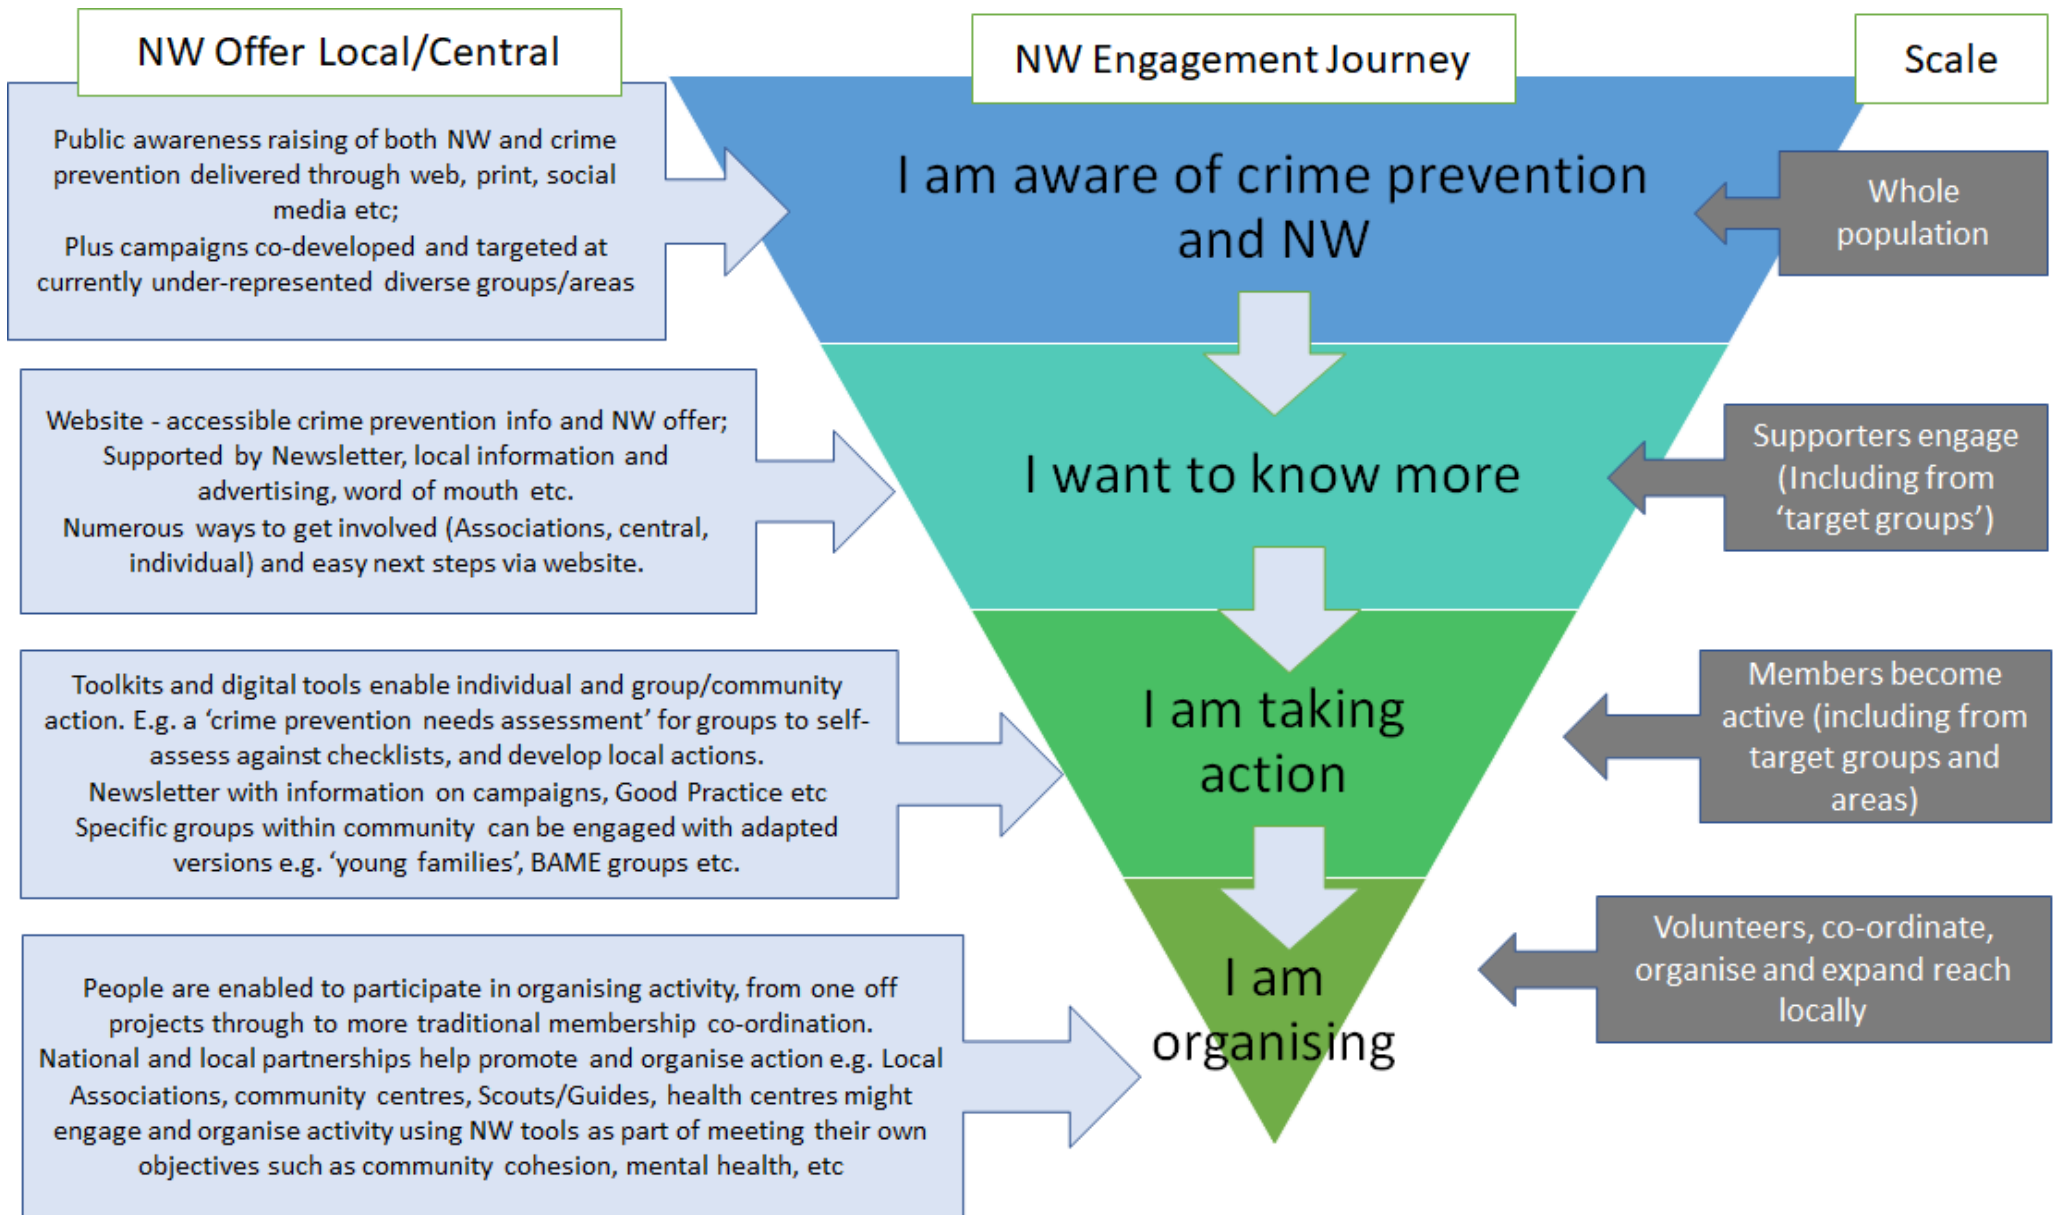 NW Offer Local/Central
NW Engagement Journey
Scale
Public awareness raising of both NW and crime
prevention delivered through web, print, social
media etc;
Plus campaigns co-developed and targeted at
currently under-represented diverse groups/areas
I am aware of crime prevention
and NW
Whole
population
Website - accessible crime prevention info and NW offer;
Supported by Newsletter, local information and
advertising, word of mouth etc.
Numerous ways to get involved (Associations, central,
individual) and easy next steps via website.
I want to know more
Supporters engage
(Including from
‘target groups’)
Toolkits and digital tools enable individual and group/community
action. E.g. a ‘crime prevention needs assessment’ for groups to self-
assess against checklists, and develop local actions.
Newsletter with information on campaigns, Good Practice etc
Specific groups within community can be engaged with adapted
versions e.g. ‘young families’, BAME groups etc.
I am taking
action
Members become
active (including from
target groups and
areas)
People are enabled to participate in organising activity, from one off
projects through to more traditional membership co-ordination.
National and local partnerships help promote and organise action e.g. Local
Associations, community centres, Scouts/Guides, health centres might
engage and organise activity using NW tools as part of meeting their own
objectives such as community cohesion, mental health, etc
I am
organising
Volunteers, co-ordinate,
organise and expand reach
locally